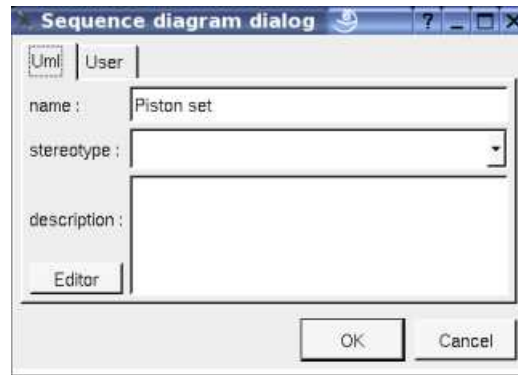 Sequence diagram dialog ? _ □ X
Uml User
name : Piston set
stereotype :
description :
Editor
OK Cancel